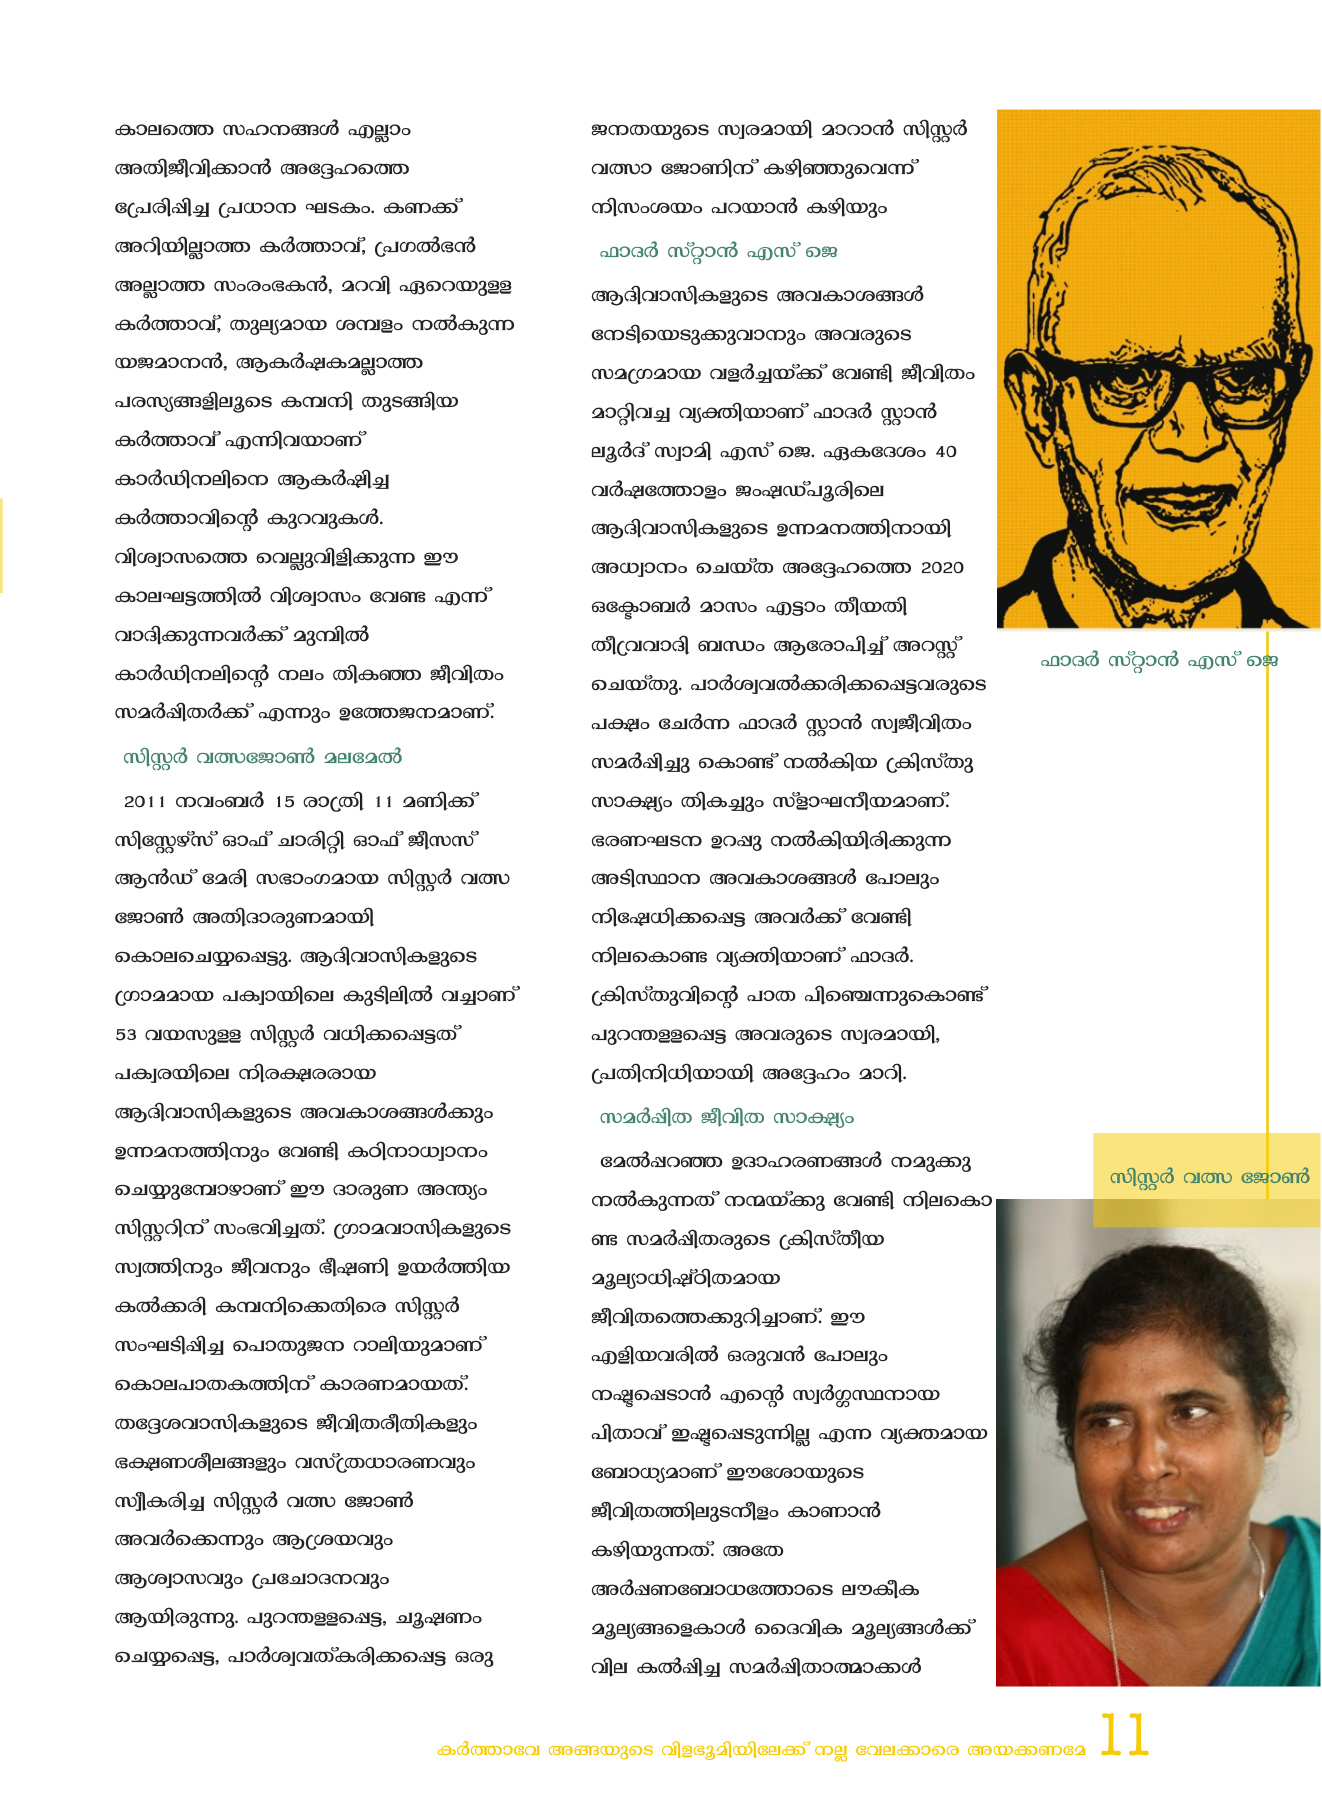 കാലത്തെ സഹനങ്ങൾ എല്ലാം
അതിജീവിക്കാൻ അദ്ദേഹത്തെ
പ്രേരിപ്പിച്ച പ്രധാന ഘടകം. കണക്ക്
അറിയില്ലാത്ത കർത്താവ്, പ്രഗൽഭൻ
അല്ലാത്ത സംരംഭകൻ, മറവി ഏറെയുളള
കർത്താവ്, തുല്യമായ ശമ്പളം നൽകുന്ന
യജമാനൻ, ആകർഷകമല്ലാത്ത
പരസ്യങ്ങളിലൂടെ കമ്പനി തുടങ്ങിയ
കർത്താവ് എന്നിവയാണ്
കാർഡിനലിനെ ആകർഷിച്ച
കർത്താവിന്റെ കുറവുകൾ.
വിശ്വാസത്തെ വെല്ലുവിളിക്കുന്ന ഈ
കാലഘട്ടത്തിൽ വിശ്വാസം വേണ്ട എന്ന്
വാദിക്കുന്നവർക്ക് മുമ്പിൽ
കാർഡിനലിന്റെ നലം തികഞ്ഞ ജീവിതം
സമർപ്പിതർക്ക് എന്നും ഉത്തേജനമാണ്.
സിസ്റ്റർ വത്സജോൺ മലമേൽ
2011 നവംബർ 15 രാത്രി 11 മണിക്ക്
സിസ്റ്റേഴ്സ് ഓഫ് ചാരിറ്റി ഓഫ് ജീസസ്
ആൻഡ് മേരി സഭാംഗമായ സിസ്റ്റർ വത്സ
ജോൺ അതിദാരുണമായി
കൊലചെയ്യപ്പെട്ടു. ആദിവാസികളുടെ
ഗ്രാമമായ പക്വായിലെ കുടിലിൽ വച്ചാണ്
53 വയസുളള സിസ്റ്റർ വധിക്കപ്പെട്ടത്
പക്വരയിലെ നിരക്ഷരരായ
ആദിവാസികളുടെ അവകാശങ്ങൾക്കും
ഉന്നമനത്തിനും വേണ്ടി കഠിനാധ്വാനം
ചെയ്യുമ്പോഴാണ് ഈ ദാരുണ അന്ത്യം
സിസ്റ്ററിന് സംഭവിച്ചത്. ഗ്രാമവാസികളുടെ
സ്വത്തിനും ജീവനും ഭീഷണി ഉയർത്തിയ
കൽക്കരി കമ്പനിക്കെതിരെ സിസ്റ്റർ
സംഘടിപ്പിച്ച പൊതുജന റാലിയുമാണ്
കൊലപാതകത്തിന് കാരണമായത്.
തദ്ദേശവാസികളുടെ ജീവിതരീതികളും
ഭക്ഷണശീലങ്ങളും വസ്ത്രധാരണവും
സ്വീകരിച്ച സിസ്റ്റർ വത്സ ജോൺ
അവർക്കെന്നും ആശ്രയവും
ആശ്വാസവും പ്രചോദനവും
ആയിരുന്നു. പുറന്തളളപ്പെട്ട, ചൂഷണം
ചെയ്യപ്പെട്ട, പാർശ്വവത്കരിക്കപ്പെട്ട ഒരു
ജനതയുടെ സ്വരമായി മാറാൻ സിസ്റ്റർ
വത്സാ ജോണിന് കഴിഞ്ഞുവെന്ന്
നിസംശയം പറയാൻ കഴിയും
ഫാദർ സ്റ്റാൻ എസ് ജെ
ആദിവാസികളുടെ അവകാശങ്ങൾ
നേടിയെടുക്കുവാനും അവരുടെ
സമഗ്രമായ വളർച്ചയ്ക്ക് വേണ്ടി ജീവിതം
മാറ്റിവച്ച വ്യക്തിയാണ് ഫാദർ സ്റ്റാൻ
ലൂർദ് സ്വാമി എസ് ജെ. ഏകദേശം 40
വർഷത്തോളം ജംഷഡ്പൂരിലെ
ആദിവാസികളുടെ ഉന്നമനത്തിനായി
അധ്വാനം ചെയ്ത അദ്ദേഹത്തെ 2020
ഒക്ടോബർ മാസം എട്ടാം തീയതി
തീവ്രവാദി ബന്ധം ആരോപിച്ച് അറസ്റ്റ്
ചെയ്തു. പാർശ്വവൽക്കരിക്കപ്പെട്ടവരുടെ
പക്ഷം ചേർന്ന ഫാദർ സ്റ്റാൻ സ്വജീവിതം
സമർപ്പിച്ചു കൊണ്ട് നൽകിയ ക്രിസ്തു
സാക്ഷ്യം തികച്ചും സ്ളാഘനീയമാണ്.
ഭരണഘടന ഉറപ്പു നൽകിയിരിക്കുന്ന
അടിസ്ഥാന അവകാശങ്ങൾ പോലും
നിഷേധിക്കപ്പെട്ട അവർക്ക് വേണ്ടി
നിലകൊണ്ട വ്യക്തിയാണ് ഫാദർ.
ക്രിസ്തുവിന്റെ പാത പിഞ്ചെന്നുകൊണ്ട്
പുറന്തളളപ്പെട്ട അവരുടെ സ്വരമായി,
പ്രതിനിധിയായി അദ്ദേഹം മാറി.
സമർപ്പിത ജീവിത സാക്ഷ്യം
മേൽപ്പറഞ്ഞ ഉദാഹരണങ്ങൾ നമുക്കു
നൽകുന്നത് നന്മയ്ക്കു വേണ്ടി നിലകൊ
ണ്ട സമർപ്പിതരുടെ ക്രിസ്തീയ
മൂല്യാധിഷ്ഠിതമായ
ജീവിതത്തെക്കുറിച്ചാണ്. ഈ
എളിയവരിൽ ഒരുവൻ പോലും
നഷ്ടപ്പെടാൻ എന്റെ സ്വർഗ്ഗസ്ഥനായ
പിതാവ് ഇഷ്ടപ്പെടുന്നില്ല എന്ന വ്യക്തമായ
ബോധ്യമാണ് ഈശോയുടെ
ജീവിതത്തിലുടനീളം കാണാൻ
കഴിയുന്നത്. അതേ
അർപ്പണബോധത്തോടെ ലൗകീക
മൂല്യങ്ങളെകാൾ ദൈവിക മൂല്യങ്ങൾക്ക്
വില കൽപ്പിച്ച സമർപ്പിതാത്മാക്കൾ
ഫാദർ സ്റ്റാൻ എസ് ജെ
സിസ്റ്റർ വത്സ ജോൺ
കർത്താവേ അങ്ങയുടെ വിളഭൂമിയിലേക്ക് നല്ല വേലക്കാരെ അയക്കണമേ 11